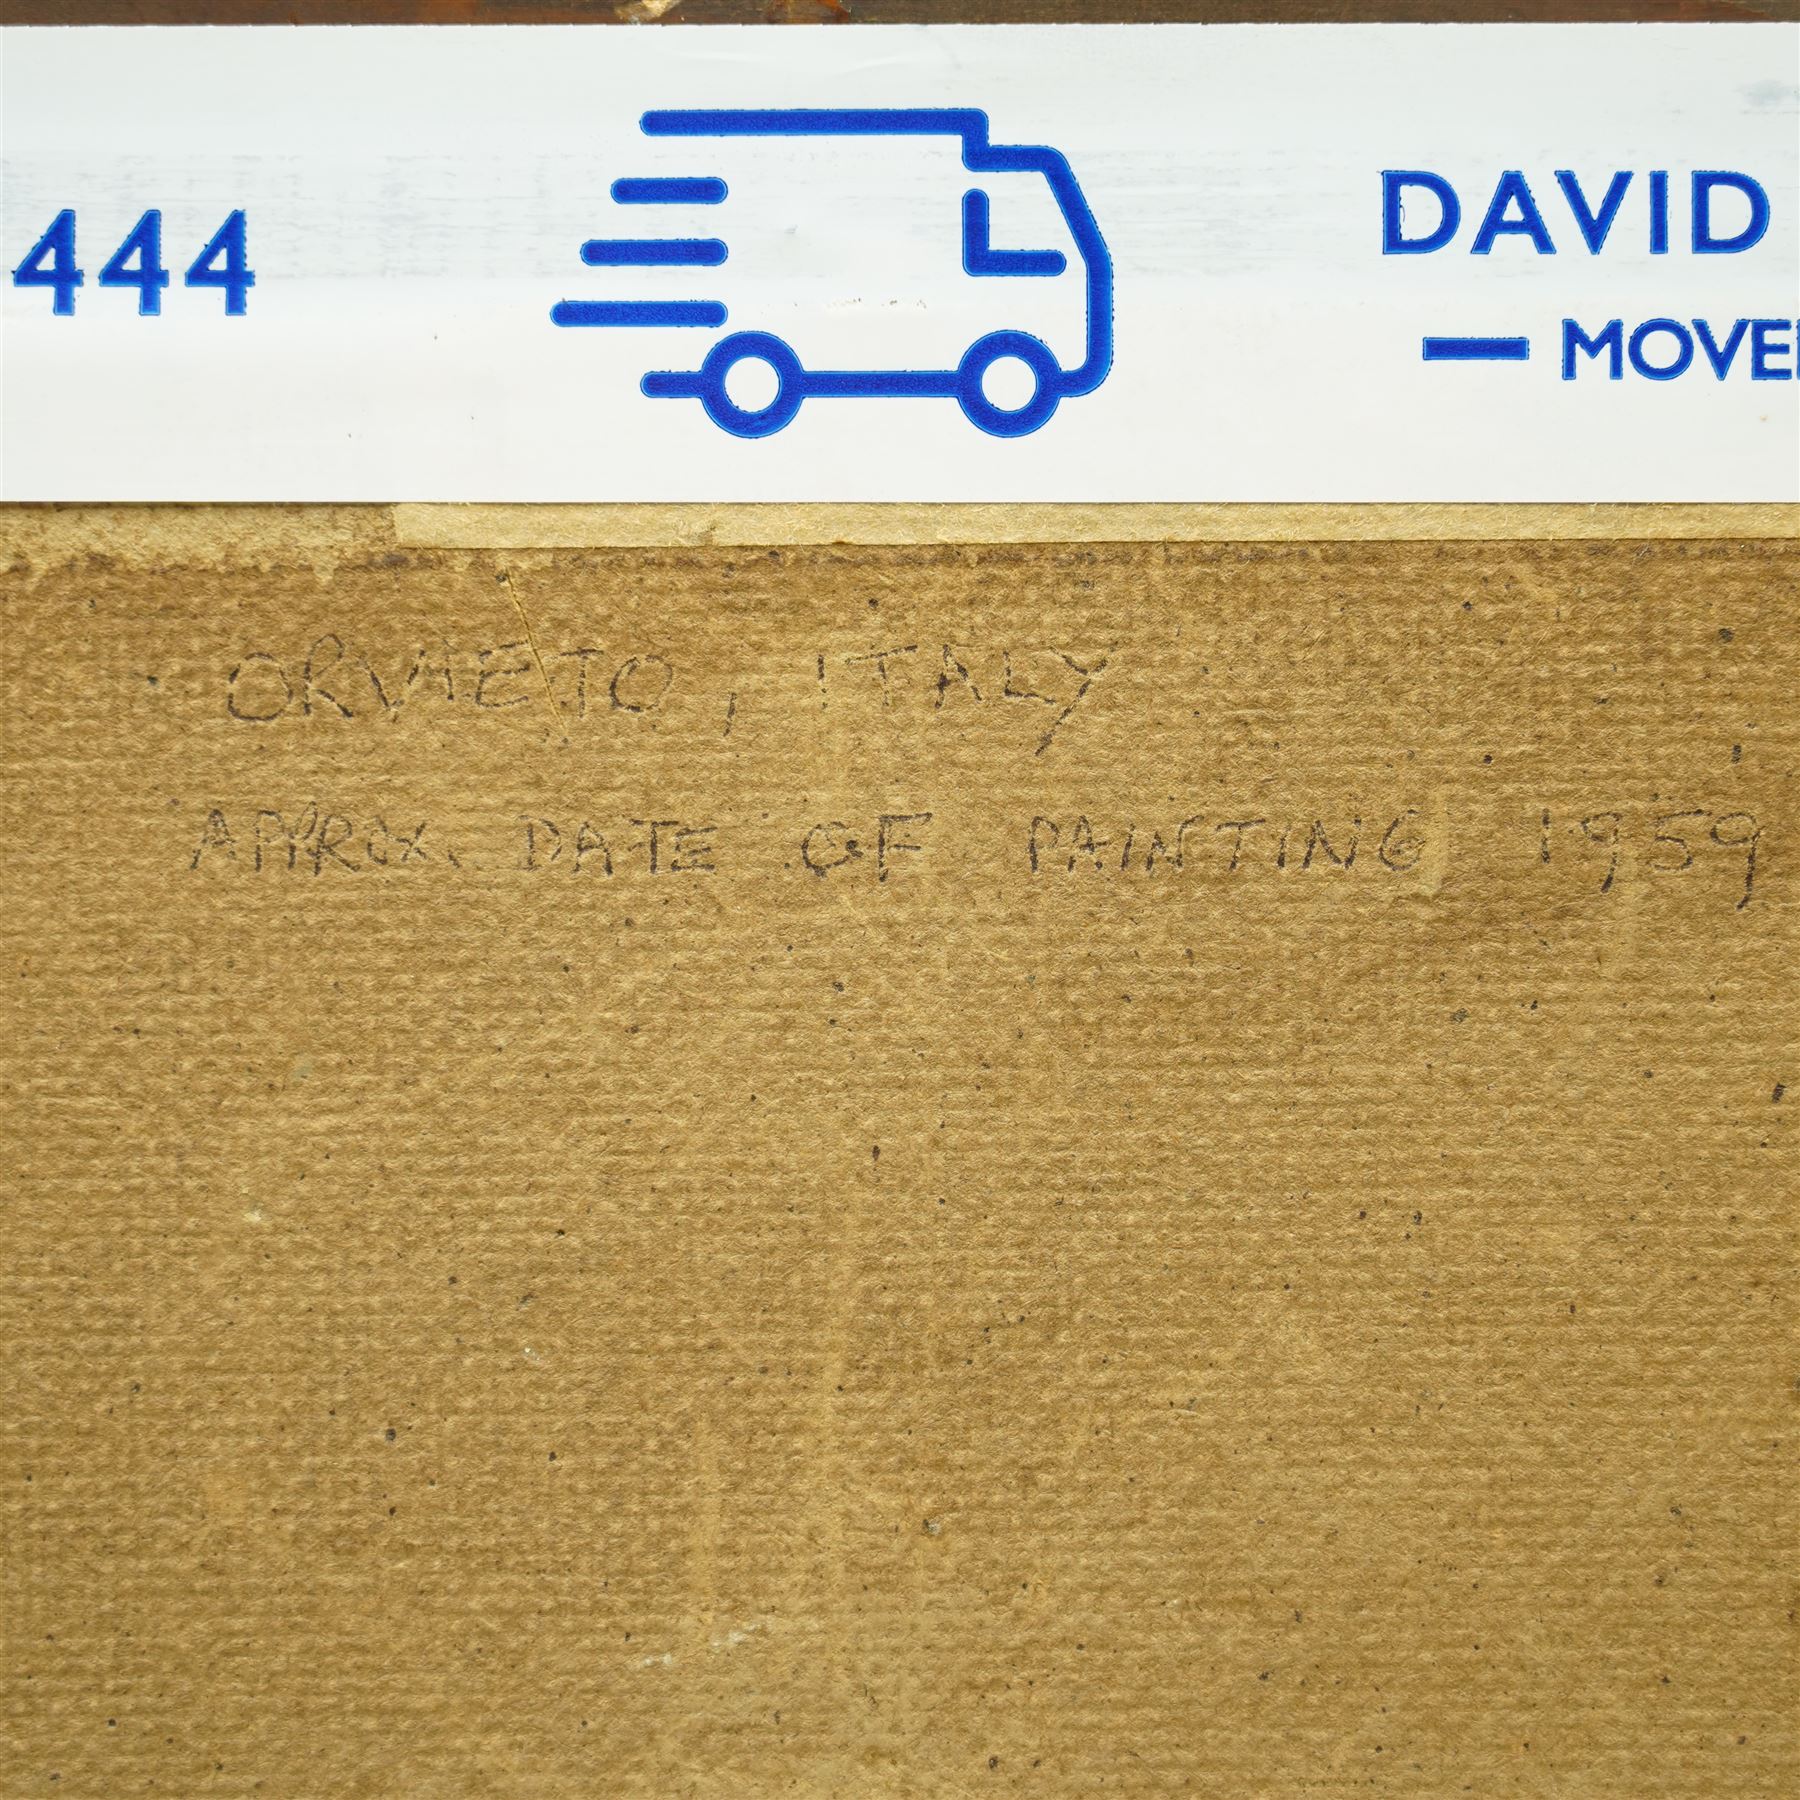 444
DAVID
— MOVE
ORVIETO, ITALY
APPROX. DATE OF PAINTING 1959